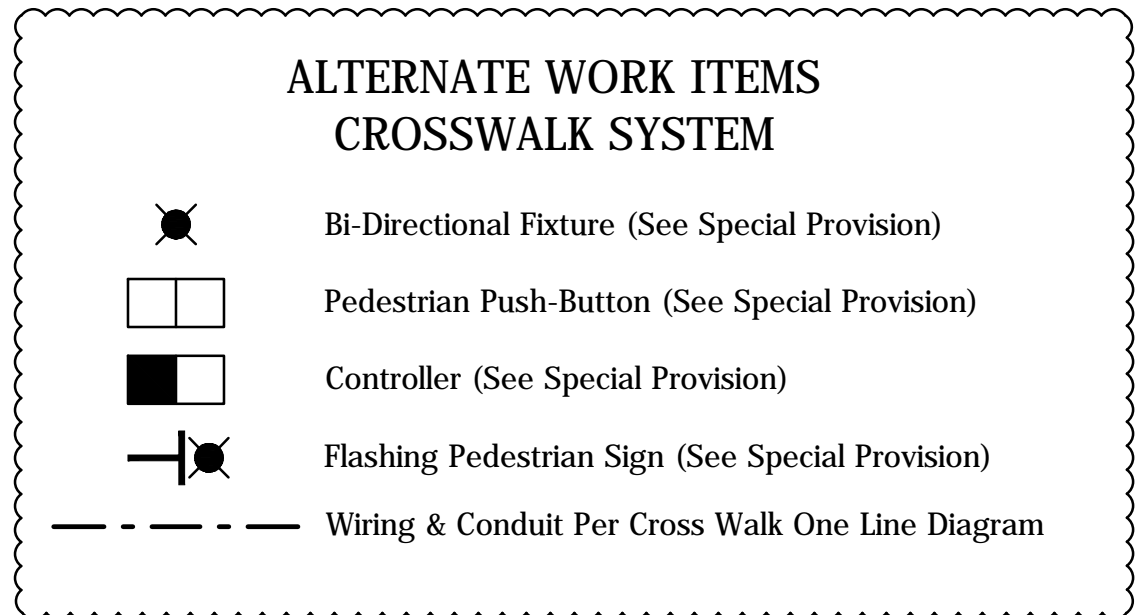 ALTERNATE WORK ITEMS
CROSSWALK SYSTEM
Bi-Directional Fixture (See Special Provision)
Pedestrian Push-Button (See Special Provision)
Controller (See Special Provision)
Flashing Pedestrian Sign (See Special Provision)
Wiring & Conduit Per Cross Walk One Line Diagram